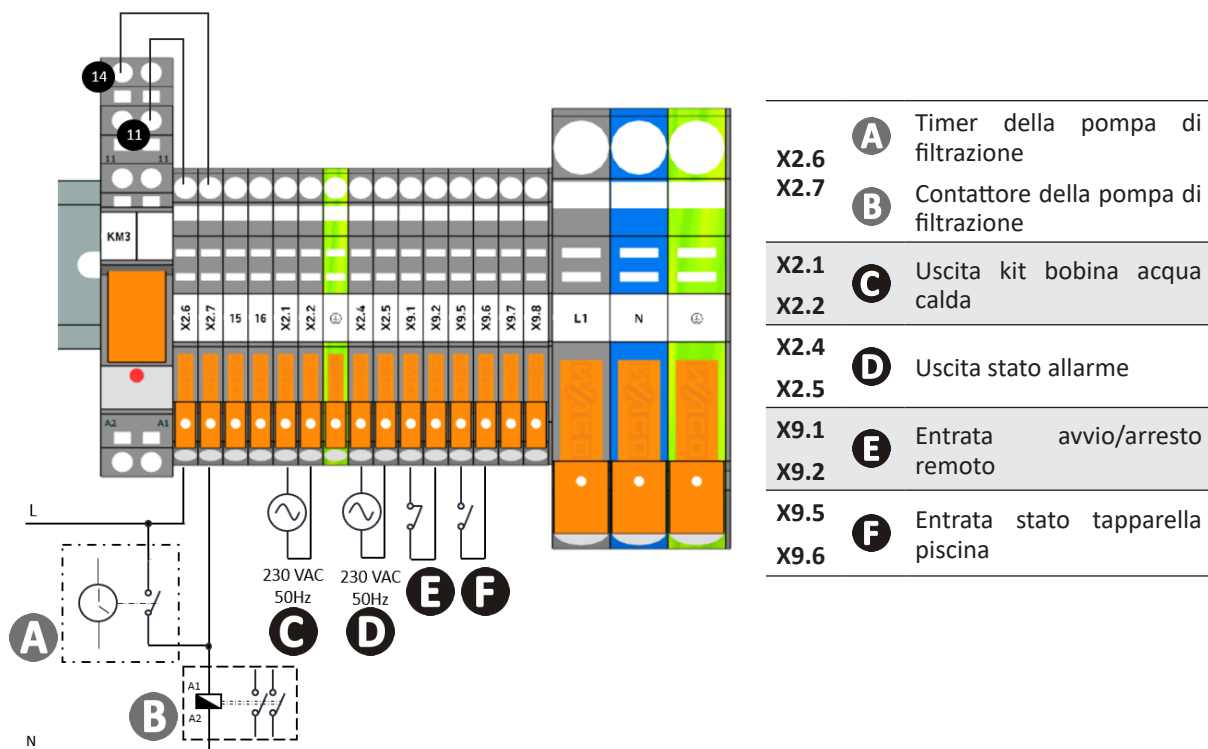 14
11
11 11
KM3
X2.6 X2.7 15 16 X2.1 X2.2 X2.4 X2.5 X9.1 X9.2 X9.5 X9.6 X9.7 X9.8
L1 N
A2 A1
L
230 VAC
50Hz
230 VAC
50Hz
A
C
D
E
F
B
A1
A2
N
X2.6
X2.7
A Timer della pompa di
filtrazione
B Contattore della pompa di
filtrazione
X2.1
X2.2
C Uscita kit bobina acqua
calda
X2.4
X2.5
D Uscita stato allarme
X9.1
X9.2
E Entrata avvio/arresto
remoto
X9.5
X9.6
F Entrata stato tapparella
piscina